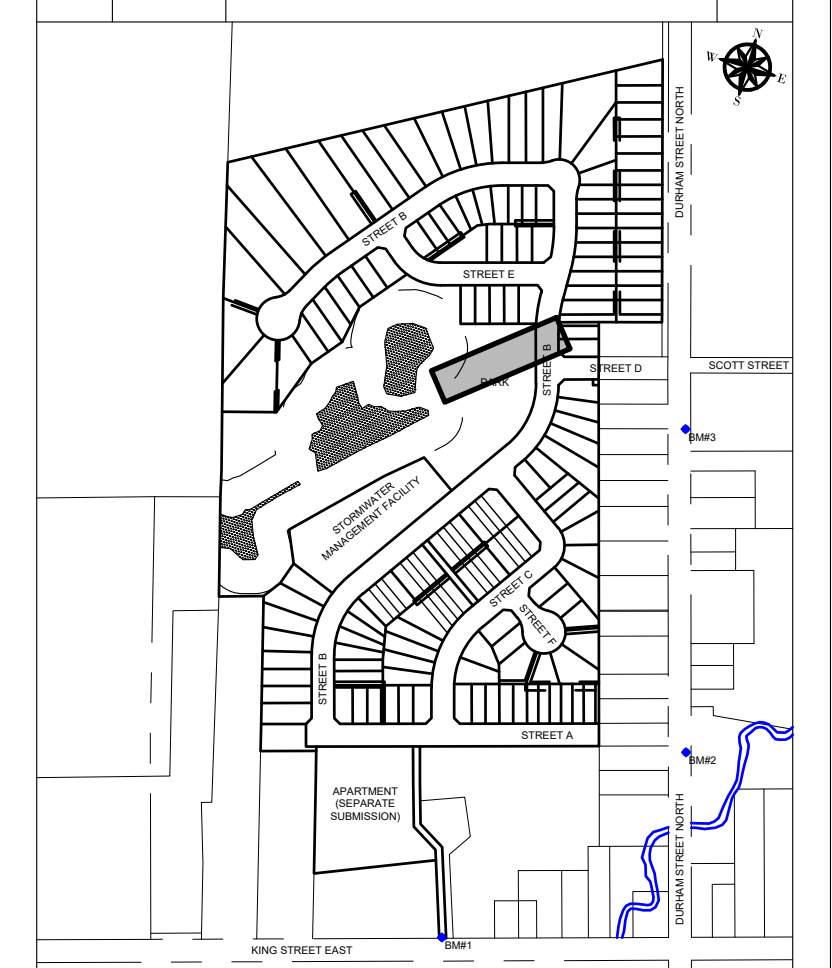 N
W
E
S
DURHAM STREET NORTH
STREET B
STREET E
STREET B
STREET D
SCOTT STREET
PARK
BM#3
STORMWATER
MANAGEMENT FACILITY
STREET C
STREET F
STREET B
STREET A
BM#2
APARTMENT
(SEPARATE
SUBMISSION)
DURHAM STREET NORTH
KING STREET EAST
BM#1